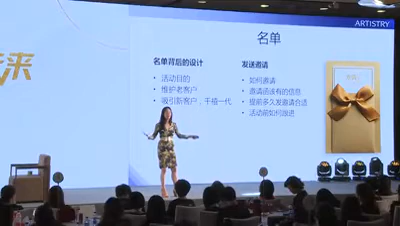 ARTISTRY
来
名单
名单背后的设计
• 活动目的
• 维护老客户
• 吸引新客户，千禧一代
发送邀请
• 如何邀请
• 邀请函该有的信息
• 提前多久发邀请合适
• 活动前如何跟进